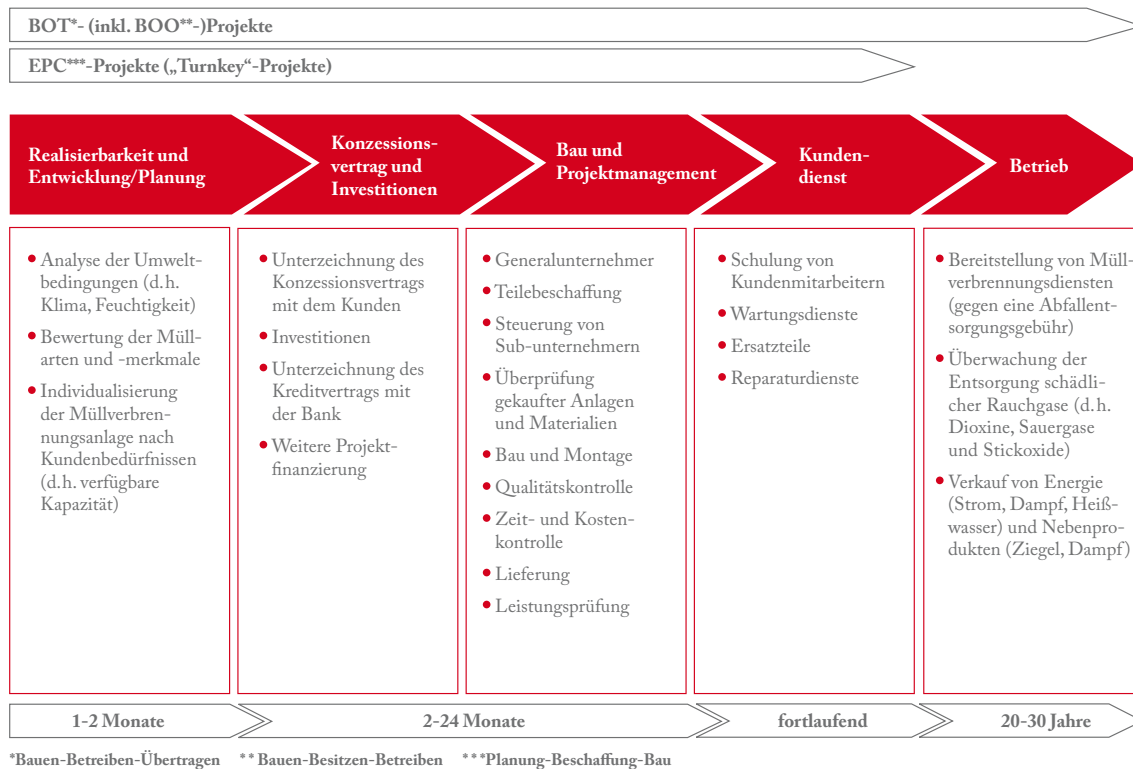 BOT*- (inkl. BOO**-)Projekte
EPC***-Projekte („Turnkey“-Projekte)
Realisierbarkeit und
Entwicklung/Planung
Konzessions-
vertrag und
Investitionen
Bau und
Projektmanagement
Kunden-
dienst
Betrieb
• Analyse der Umwelt-
bedingungen (d.h.
Klima, Feuchtigkeit)
• Bewertung der Müll-
arten und -merkmale
• Individualisierung
der Müllverbren-
nungsanlage nach
Kundenbedürfnissen
(d.h. verfügbare
Kapazität)
• Unterzeichnung des
Konzessionsvertrags
mit dem Kunden
• Investitionen
• Unterzeichnung des
Kreditvertrags mit
der Bank
• Weitere Projekt-
finanzierung
• Generalunternehmer
• Teilebeschaffung
• Steuerung von
Sub-unternehmern
• Überprüfung
gekaufter Anlagen
und Materialien
• Bau und Montage
• Qualitätskontrolle
• Zeit- und Kosten-
kontrolle
• Lieferung
• Leistungsprüfung
• Schulung von
Kundenmitarbeitern
• Wartungsdienste
• Ersatzteile
• Reparaturdienste
• Bereitstellung von Müll-
verbrennungsdiensten
(gegen eine Abfallent-
sorgungsgebühr)
• Überwachung der
Entsorgung schädli-
cher Rauchgase (d.h.
Dioxine, Sauergase
und Stickoxide)
• Verkauf von Energie
(Strom, Dampf, Heiß-
wasser) und Nebenpro-
dukten (Ziegel, Dampf)
1-2 Monate
2-24 Monate
fortlaufend
20-30 Jahre
*Bauen-Betreiben-Übertragen **Bauen-Besitzen-Betreiben ***Planung-Beschaffung-Bau